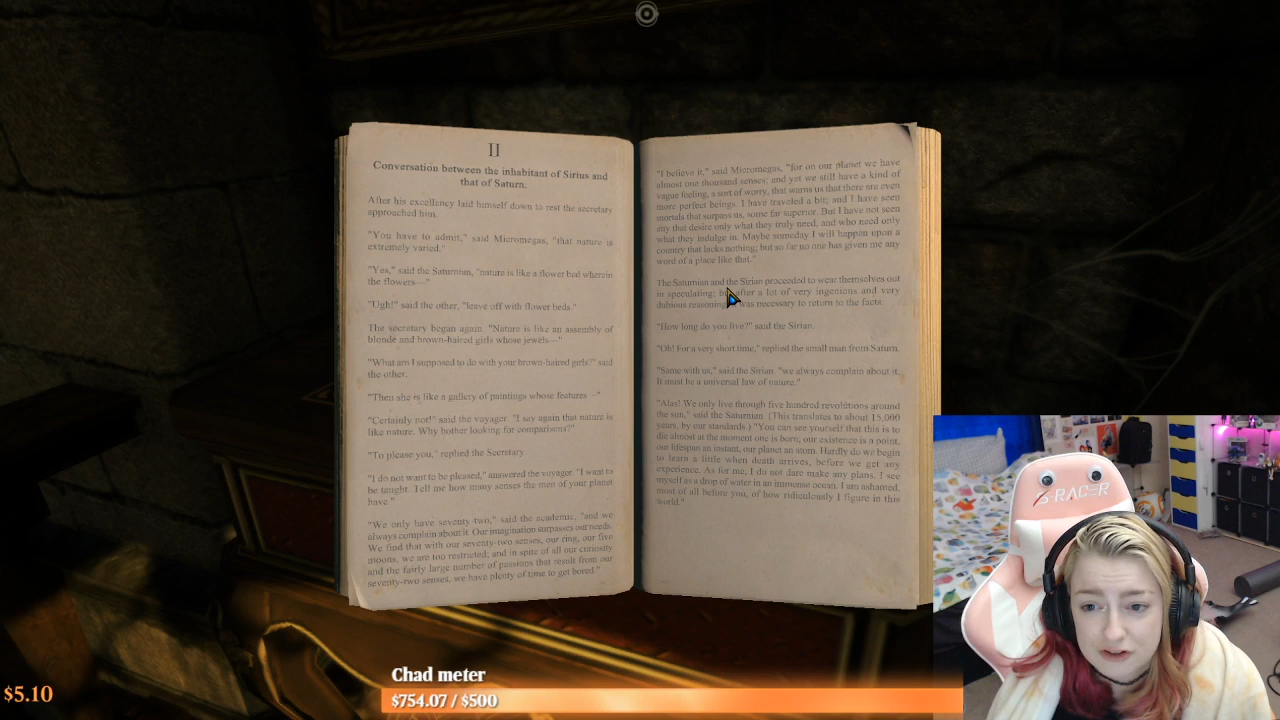 II
Conversation between the inhabitant of Sirius and
that of Saturn.
After his excellency laid himself down to rest the secretary
approached him.
"You have to admit," said Micromegas, "that nature is
extremely varied."
"Yes," said the Saturnian, "nature is like a flower bed wherein
the flowers—"
"Ugh!" said the other, "leave off with flower beds."
The secretary began again. "Nature is like an assembly of
blonde and brown-haired girls whose jewels—"
"What am I supposed to do with your brown-haired girls?" said
the other.
"Then she is like a gallery of paintings whose features —"
"Certainly not!" said the voyager. "I say again that nature is
like nature. Why bother looking for comparisons?"
"To please you," replied the Secretary.
"I do not want to be pleased," answered the voyager. "I want to
be taught. Tell me how many senses the men of your planet
have."
"We only have seventy-two," said the academic, "and we
always complain about it. Our imagination surpasses our needs.
We find that with our seventy-two senses, our ring, our five
moons, we are too restricted; and in spite of all our curiosity
and the fairly large number of passions that result from our
seventy-two senses, we have plenty of time to get bored."
"I believe it," said Micromegas, "for on our planet we have
almost one thousand senses; and yet we still have a kind of
vague feeling, a sort of worry, that warns us that there are even
more perfect beings. I have traveled a bit; and I have seen
mortals that surpass us, some far superior. But I have not seen
any that desire only what they truly need, and who need only
what they indulge in. Maybe someday I will happen upon a
country that lacks nothing; but so far no one has given me any
word of a place like that."
The Saturnian and the Sirian proceeded to wear themselves out
in speculating; but after a lot of very ingenious and very
dubious reasoning, was necessary to return to the facts.
"How long do you live?" said the Sirian.
"Oh! For a very short time," replied the small man from Saturn.
"Same with us," said the Sirian. "we always complain about it.
It must be a universal law of nature."
"Alas! We only live through five hundred revolutions around
the sun," said the Saturnian. (This translates to about 15,000
years, by our standards.) "You can see yourself that this is to
die almost at the moment one is born; our existence is a point,
our lifespan an instant, our planet an atom. Hardly do we begin
to learn a little when death arrives, before we get any
experience. As for me, I do not dare make any plans. I see
myself as a drop of water in an immense ocean. I am ashamed,
most of all before you, of how ridiculously I figure in this
world."
S-RACER
Chad meter
$5.10
$754.07 / $500